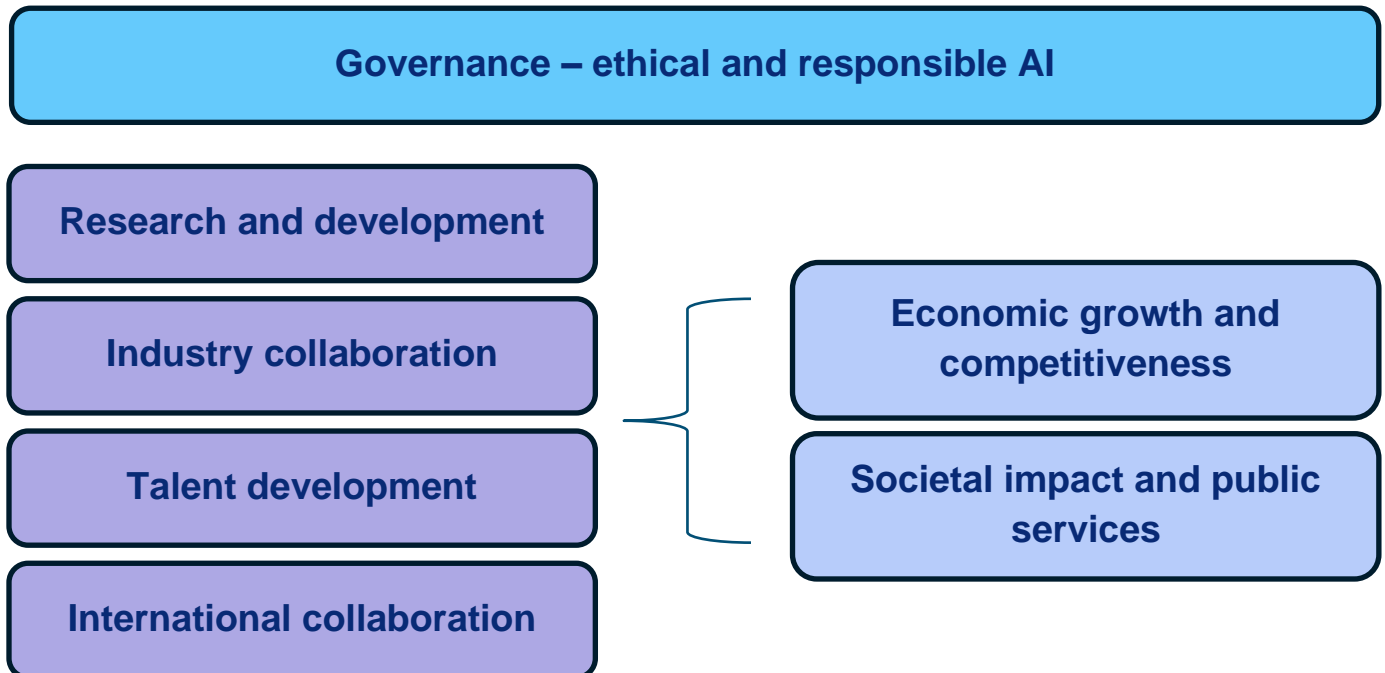 Governance – ethical and responsible AI
Research and development
Industry collaboration
Talent development
International collaboration
Economic growth and
competitiveness
Societal impact and public
services